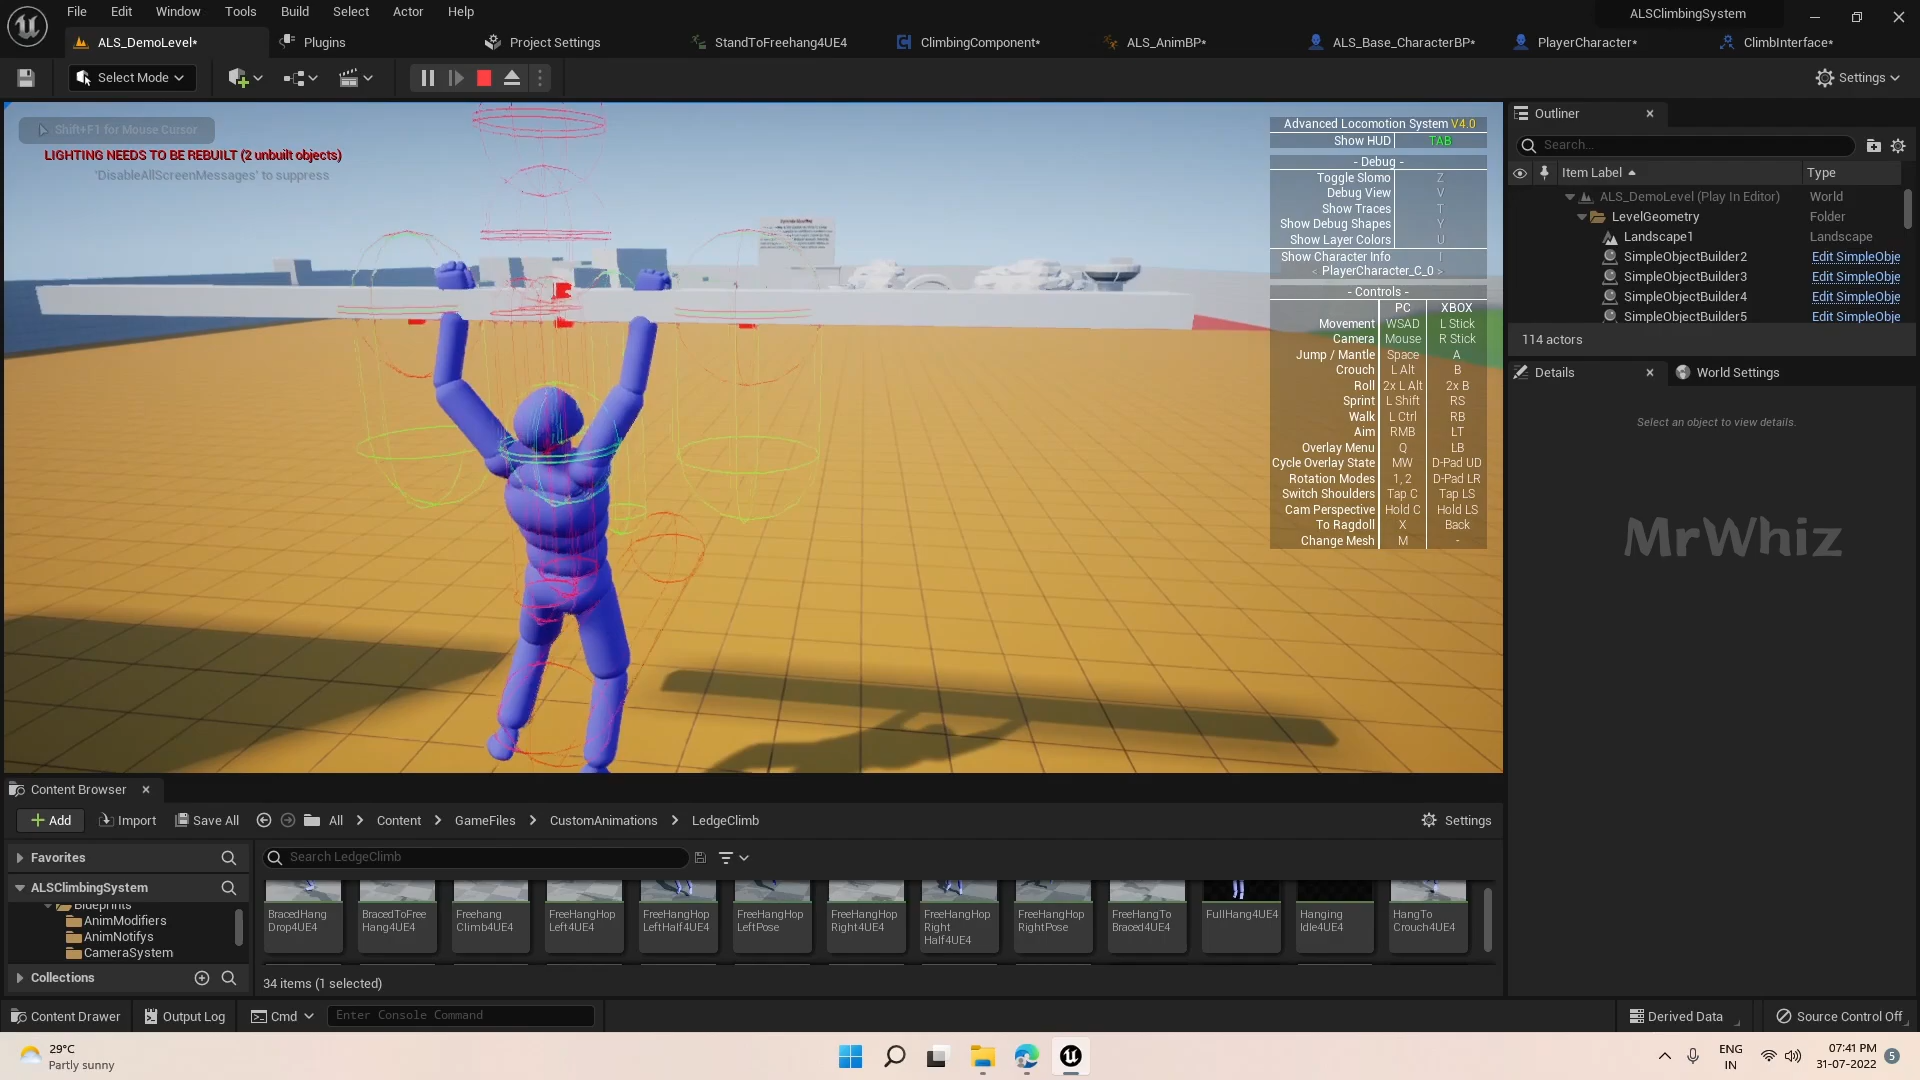 File Edit Window Tools Build Select Actor Help
ALSClimbingSystem
ALS_DemoLevel*
Plugins
Project Settings
StandToFreehang4UE4
ClimbingComponent*
ALS_AnimBP*
ALS_Base_CharacterBP*
PlayerCharacter*
ClimbInterface*
Select Mode
Settings
Shift+F1 for Mouse Cursor
LIGHTING NEEDS TO BE REBUILT (2 unbuilt objects)
'DisableAllScreenMessages' to suppress
Advanced Locomotion System V4.0
Show HUD TAB
- Debug -
Toggle Slomo Z
Debug View V
Show Traces T
Show Debug Shapes Y
Show Layer Colors U
Show Character Info I
< PlayerCharacter_C_0 >
- Controls -
PC XBOX
Movement WSAD L Stick
Camera Mouse R Stick
Jump / Mantle Space A
Crouch L Alt B
Roll 2x L Alt 2x B
Sprint L Shift RS
Walk L Ctrl RB
Aim RMB LT
Overlay Menu Q LB
Cycle Overlay State MW D-Pad UD
Rotation Modes 1, 2 D-Pad LR
Switch Shoulders Tap C Tap LS
Cam Perspective Hold C Hold LS
To Ragdoll X Back
Change Mesh M -
Outliner
Search...
Item Label Type
ALS_DemoLevel (Play In Editor) World
LevelGeometry Folder
Landscape1 Landscape
SimpleObjectBuilder2 Edit SimpleObje
SimpleObjectBuilder3 Edit SimpleObje
SimpleObjectBuilder4 Edit SimpleObje
SimpleObjectBuilder5 Edit SimpleObje
114 actors
Details
World Settings
Select an object to view details.
MrWhiz
Content Browser
Add Import Save All All Content GameFiles CustomAnimations LedgeClimb
Settings
Favorites
ALSClimbingSystem
Blueprints
AnimModifiers
AnimNotifys
CameraSystem
Collections
Search LedgeClimb
BracedHang
Drop4UE4
BracedToFree
Hang4UE4
Freehang
Climb4UE4
FreeHangHop
Left4UE4
FreeHangHop
LeftHalf4UE4
FreeHangHop
LeftPose
FreeHangHop
Right4UE4
FreeHangHop
Right
Half4UE4
FreeHangHop
RightPose
FreeHangTo
Braced4UE4
FullHang4UE4
Hanging
Idle4UE4
HangTo
Crouch4UE4
34 items (1 selected)
Content Drawer
Output Log
Cmd
Enter Console Command
Derived Data
Source Control Off
29°C
Partly sunny
ENG
IN
07:41 PM
31-07-2022
5